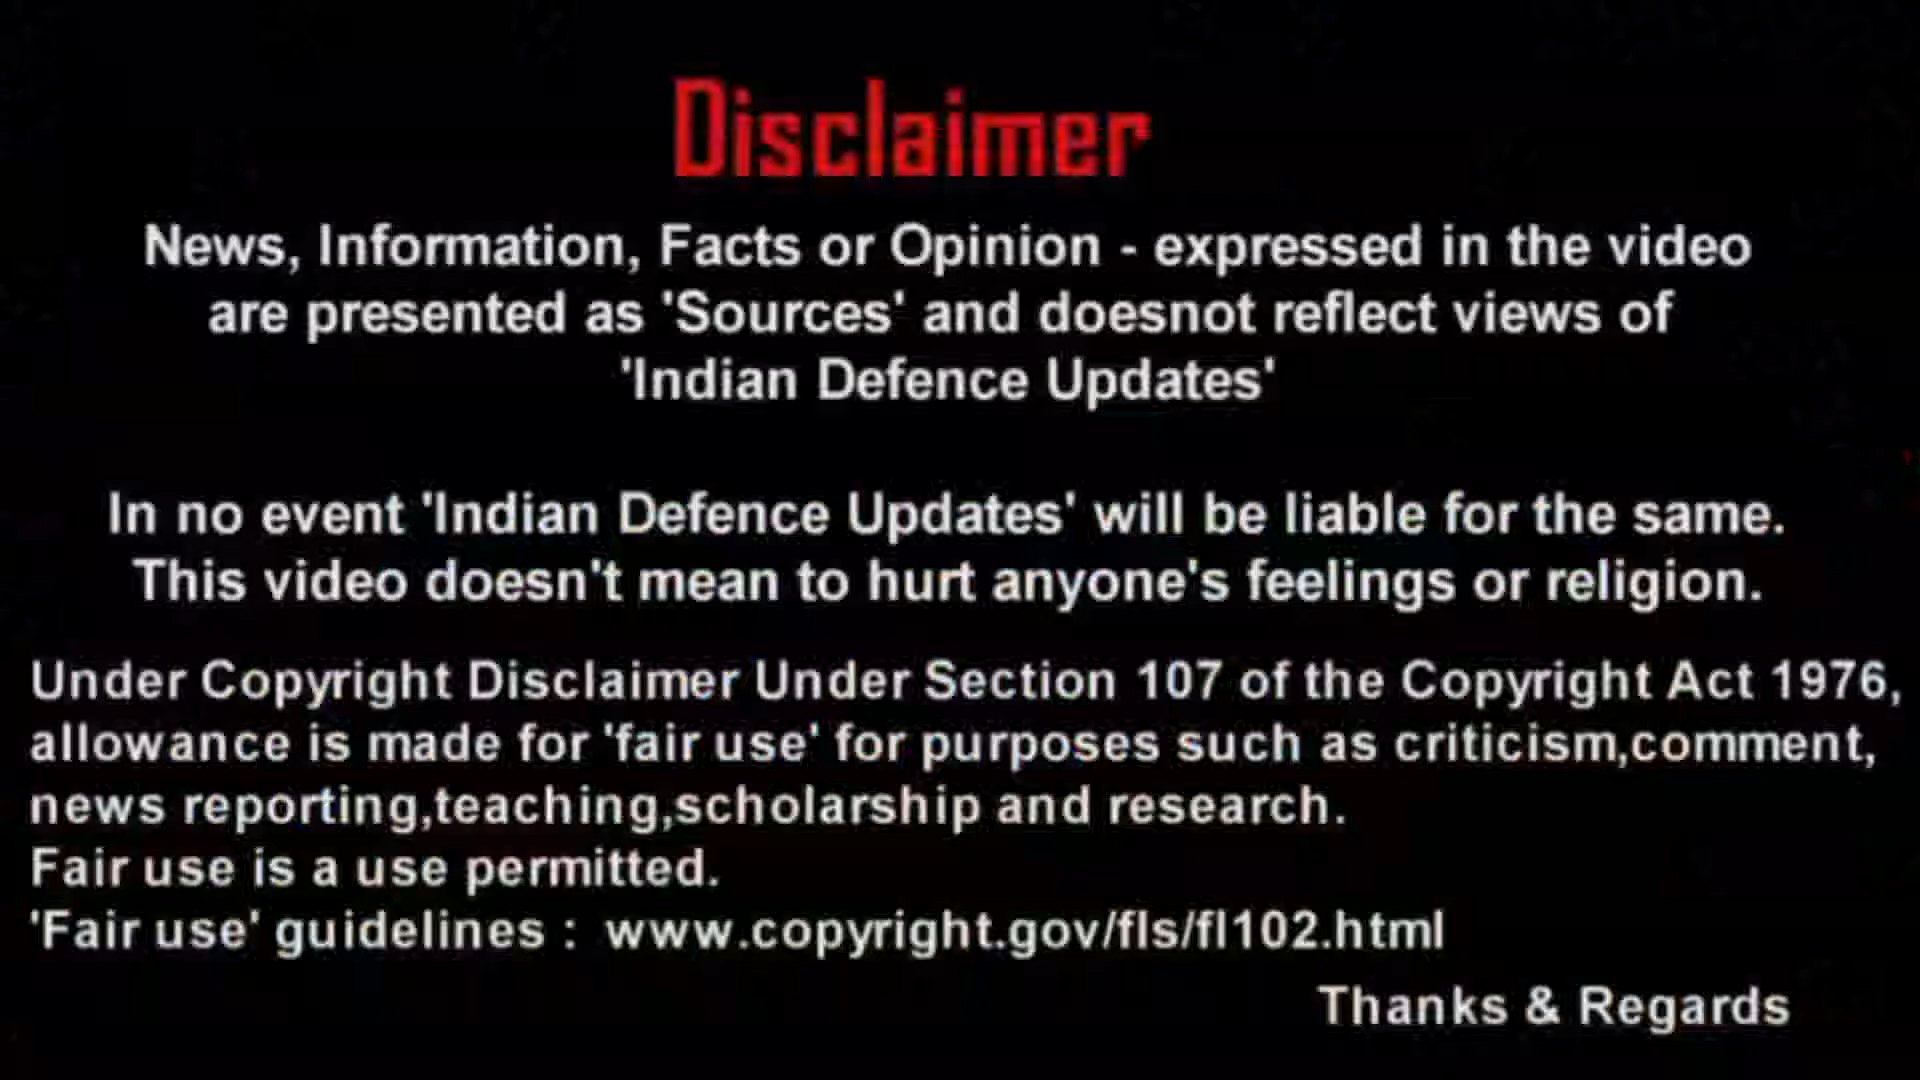 Disclaimer
News, Information, Facts or Opinion - expressed in the video
are presented as 'Sources' and doesnot reflect views of
'Indian Defence Updates'
In no event 'Indian Defence Updates' will be liable for the same.
This video doesn't mean to hurt anyone's feelings or religion.
Under Copyright Disclaimer Under Section 107 of the Copyright Act 1976,
allowance is made for 'fair use' for purposes such as criticism,comment,
news reporting,teaching,scholarship and research.
Fair use is a use permitted.
'Fair use' guidelines : www.copyright.gov/fls/fl102.html
Thanks & Regards